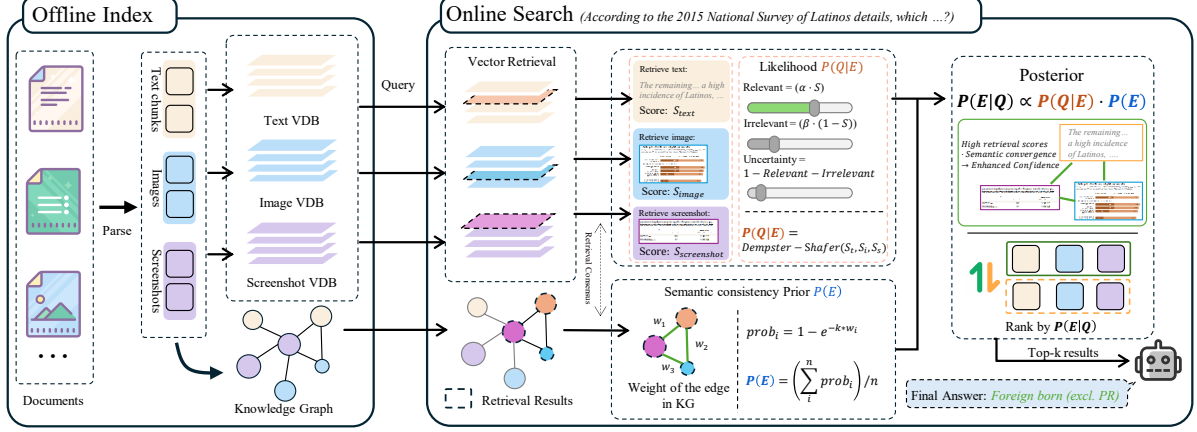 Offline Index
Documents
Parse
Text chunks
Images
Screenshots
Text VDB
Image VDB
Screenshot VDB
Knowledge Graph
Online Search (According to the 2015 National Survey of Latinos details, which ...?)
Query
Vector Retrieval
Retrieval Results
Retrieval Consensus
Retrieve text:
The remaining... a high
incidence of Latinos, ...
Score: S_text
Retrieve image:
Score: S_image
Retrieve screenshot:
Score: S_screenshot
Likelihood P(Q|E)
Relevant = (α · S)
Irrelevant = (β · (1 − S))
Uncertainty =
1 − Relevant − Irrelevant
P(Q|E) =
Dempster − Shafer(S_t, S_i, S_s)
Semantic consistency Prior P(E)
w_1
w_2
w_3
Weight of the edge
in KG
prob_i = 1 − e^{−k∗w_i}
P(E) = (∑_i^n prob_i) / n
Posterior
P(E|Q) ∝ P(Q|E) · P(E)
High retrieval scores
· Semantic convergence
→ Enhanced Confidence
The remaining...
a high incidence
of Latinos, ...
Rank by P(E|Q)
Top-k results
Final Answer: Foreign born (excl. PR)